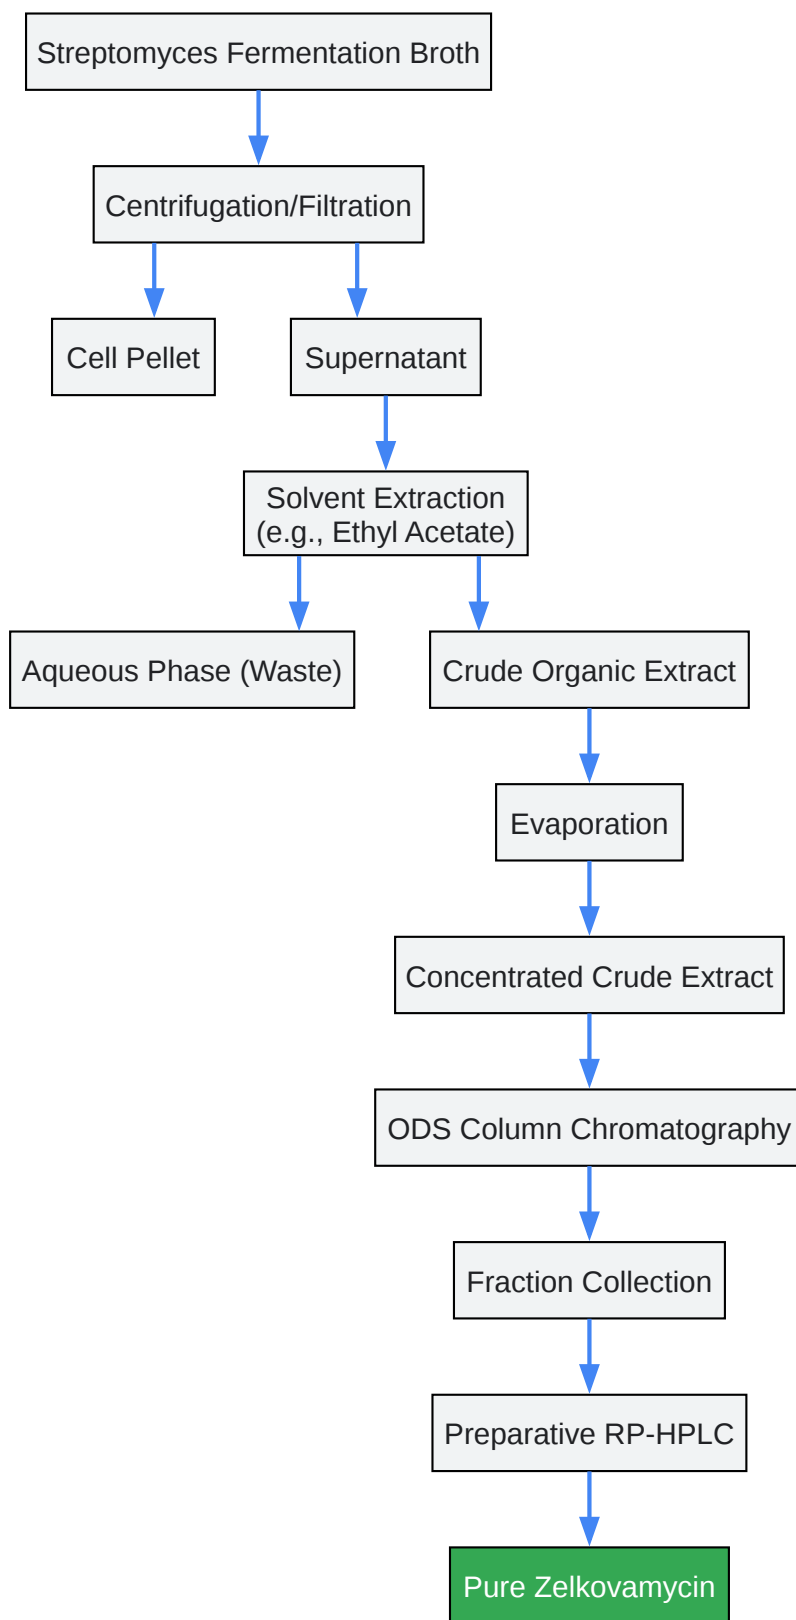 Streptomyces Fermentation Broth
Centrifugation/Filtration
Cell Pellet
Supernatant
Solvent Extraction
(e.g., Ethyl Acetate)
Aqueous Phase (Waste)
Crude Organic Extract
Evaporation
Concentrated Crude Extract
ODS Column Chromatography
Fraction Collection
Preparative RP-HPLC
Pure Zelkovamycin